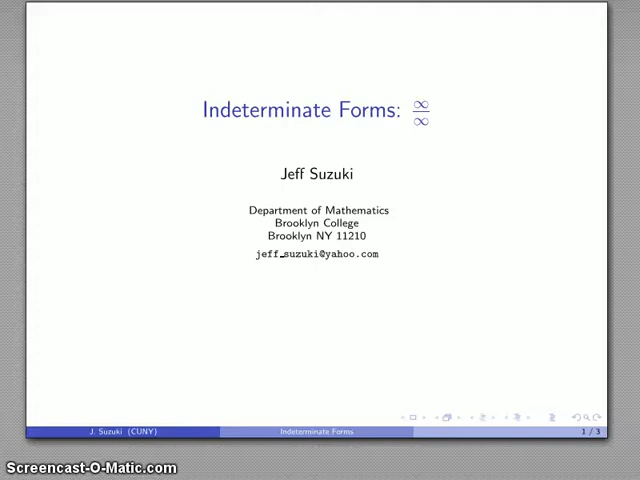 Indeterminate Forms: ∞/∞
Jeff Suzuki
Department of Mathematics
Brooklyn College
Brooklyn NY 11210
jeff_suzuki@yahoo.com
J. Suzuki (CUNY) Indeterminate Forms 1 / 3
Screencast-O-Matic.com